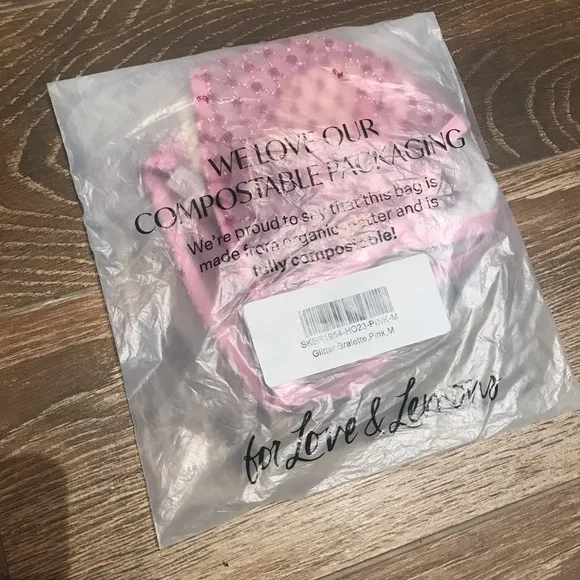 WE LOVE OUR
COMPOSTABLE PACKAGING
We're proud to say that this bag is
made from organic matter and is
fully compostable!
SKBR1954-HO23-PINK-M
Glitter Bralette,Pink,M
for Love & Lemons